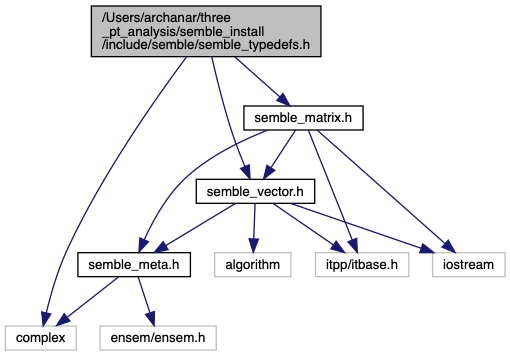 /Users/archanar/three
_pt_analysis/semble_install
/include/semble/semble_typedefs.h
semble_matrix.h
semble_vector.h
semble_meta.h
algorithm
itpp/itbase.h
iostream
complex
ensem/ensem.h